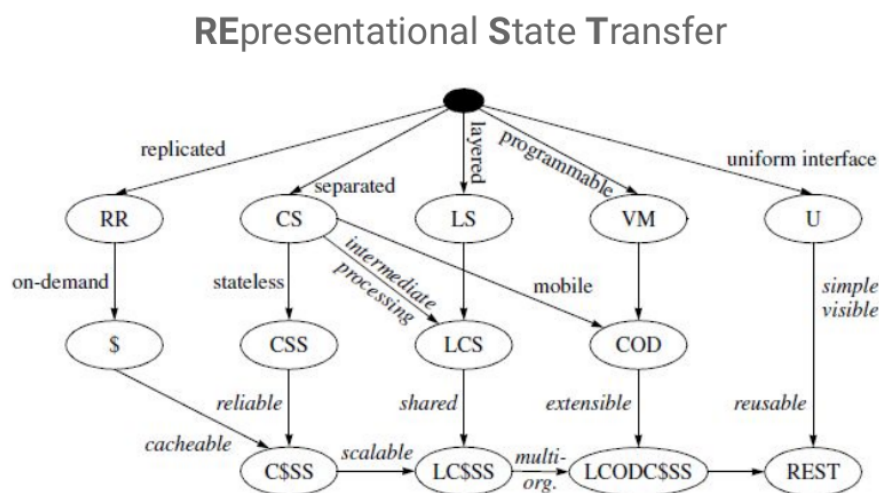 REpresentational State Transfer
replicated
separated
layered
programmable
uniform interface
RR
CS
LS
VM
U
on-demand
stateless
intermediate
processing
mobile
simple
visible
$
CSS
LCS
COD
cacheable
reliable
shared
extensible
reusable
scalable
multi-
org.
C$SS
LC$SS
LCODC$SS
REST